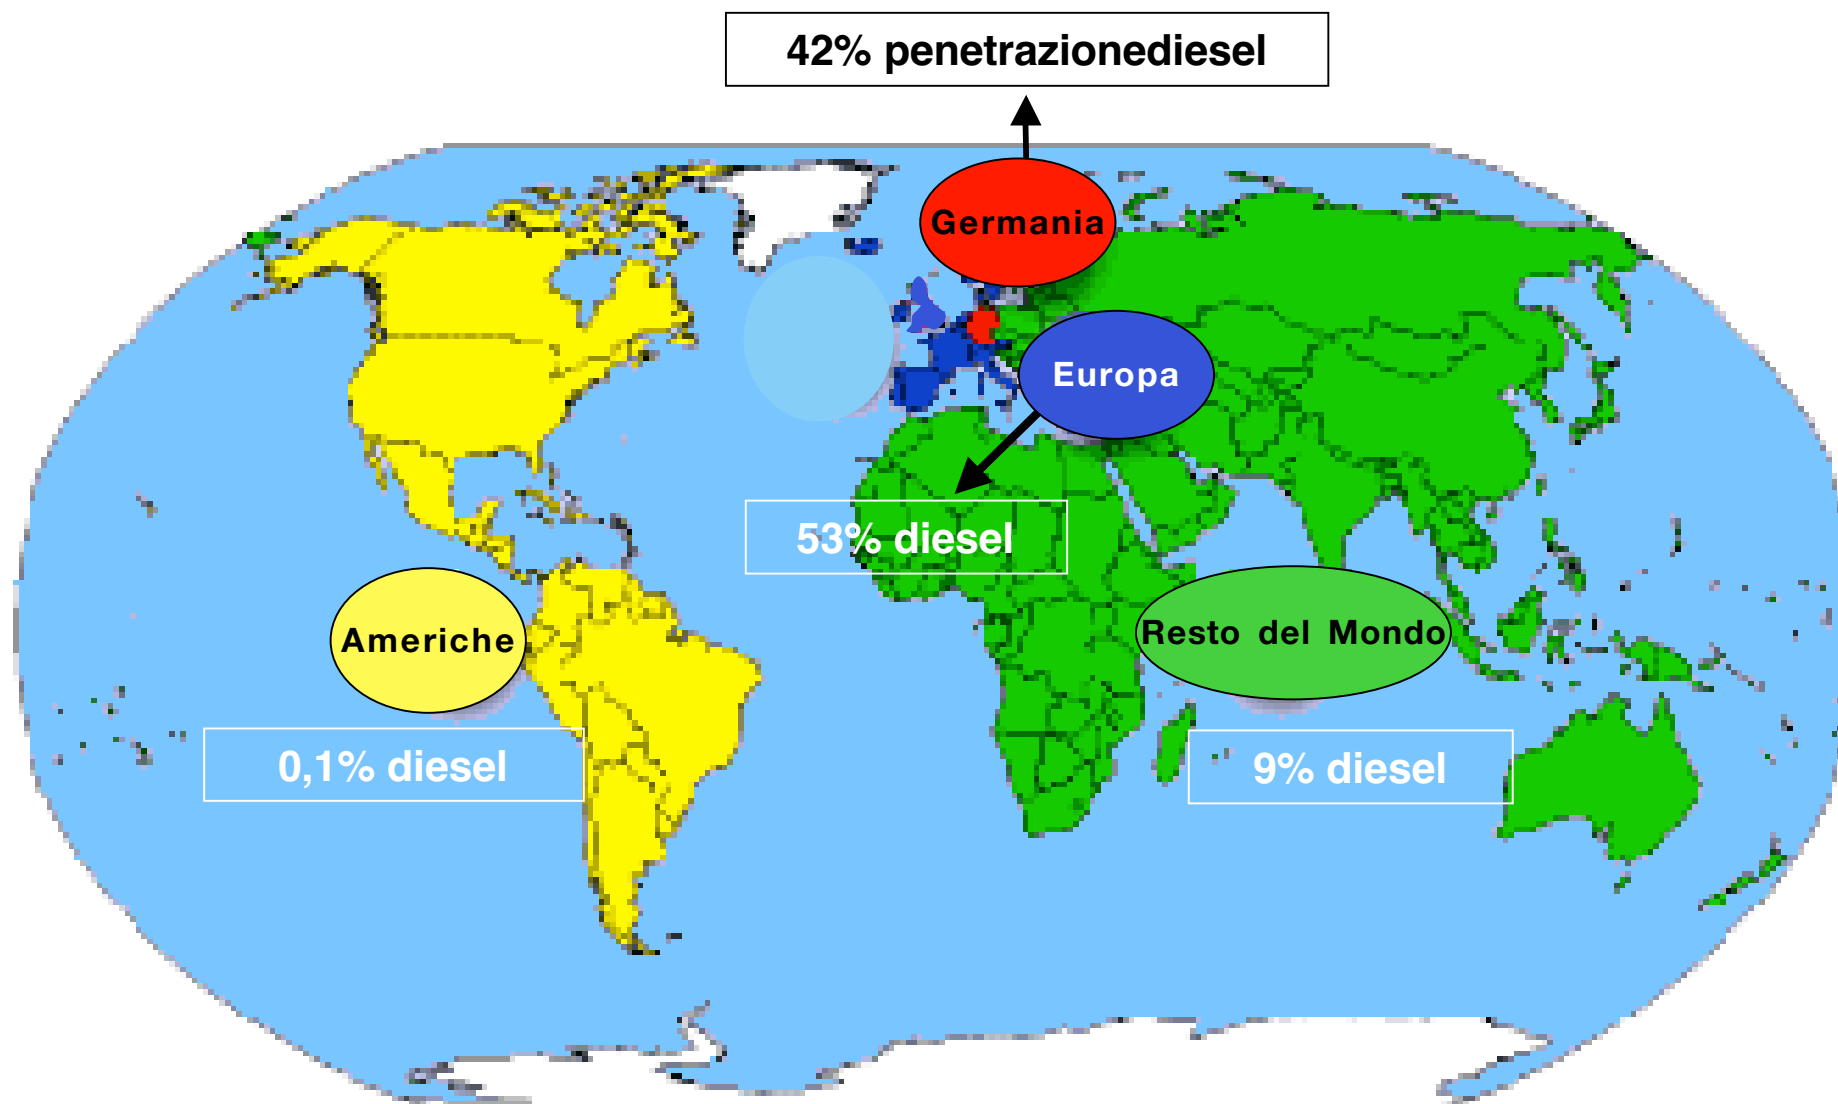 42% penetrazionediesel
Germania
Europa
53% diesel
Americhe
Resto del Mondo
0,1% diesel
9% diesel